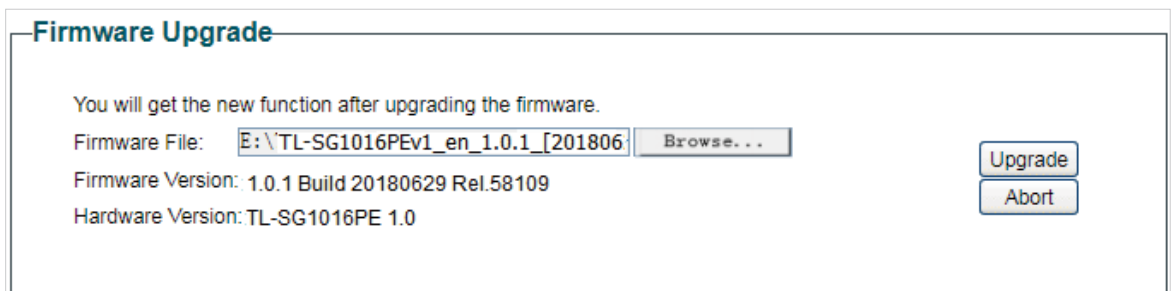 Firmware Upgrade
You will get the new function after upgrading the firmware.
Firmware File: E:\TL-SG1016PEv1_en_1.0.1_[201806 Browse...
Upgrade
Firmware Version: 1.0.1 Build 20180629 Rel.58109
Abort
Hardware Version: TL-SG1016PE 1.0